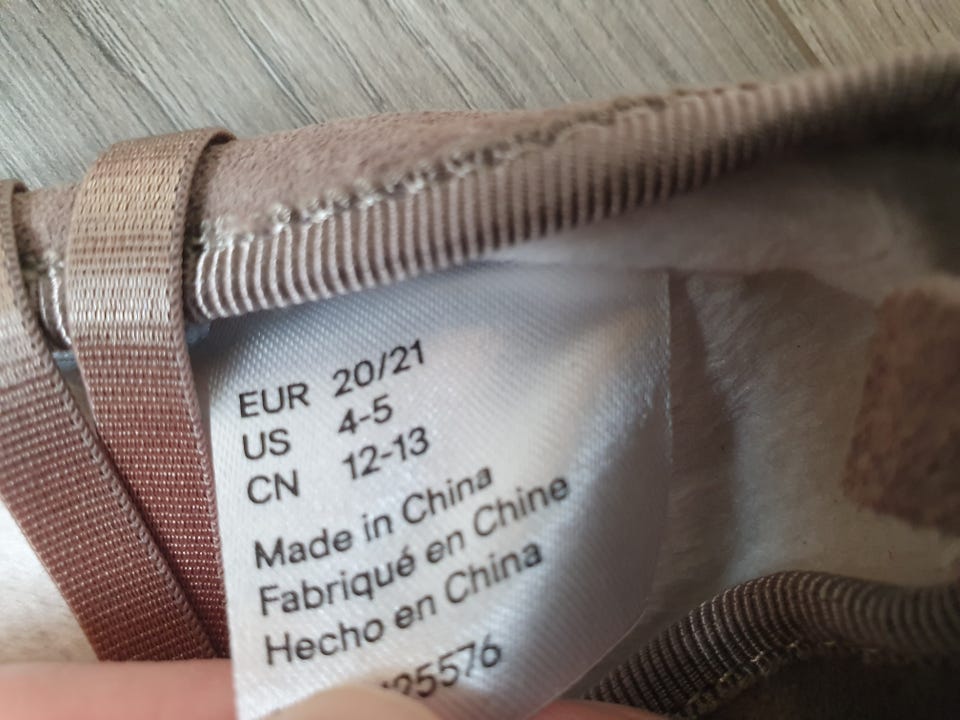 EUR 20/21
US 4-5
CN 12-13
Made in China
Fabriqué en Chine
Hecho en China